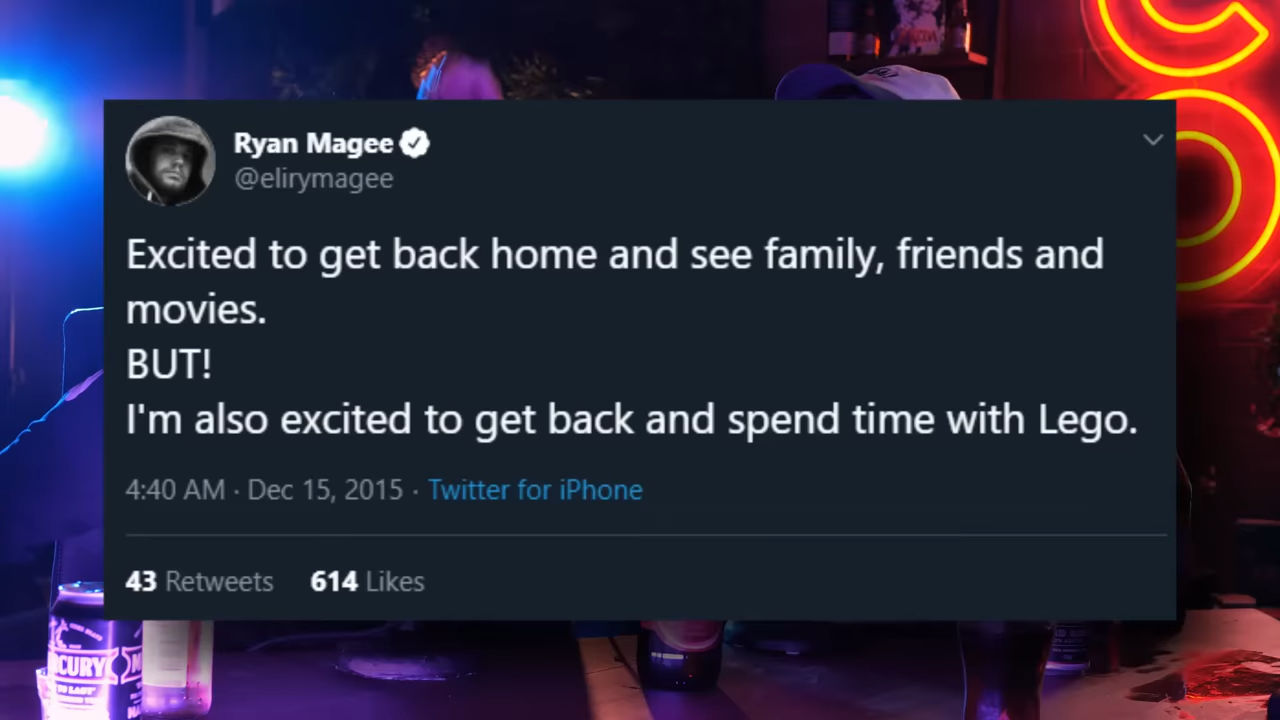 Ryan Magee
@elirymagee
Excited to get back home and see family, friends and
movies.
BUT!
I'm also excited to get back and spend time with Lego.
4:40 AM · Dec 15, 2015 · Twitter for iPhone
43 Retweets 614 Likes
CURY